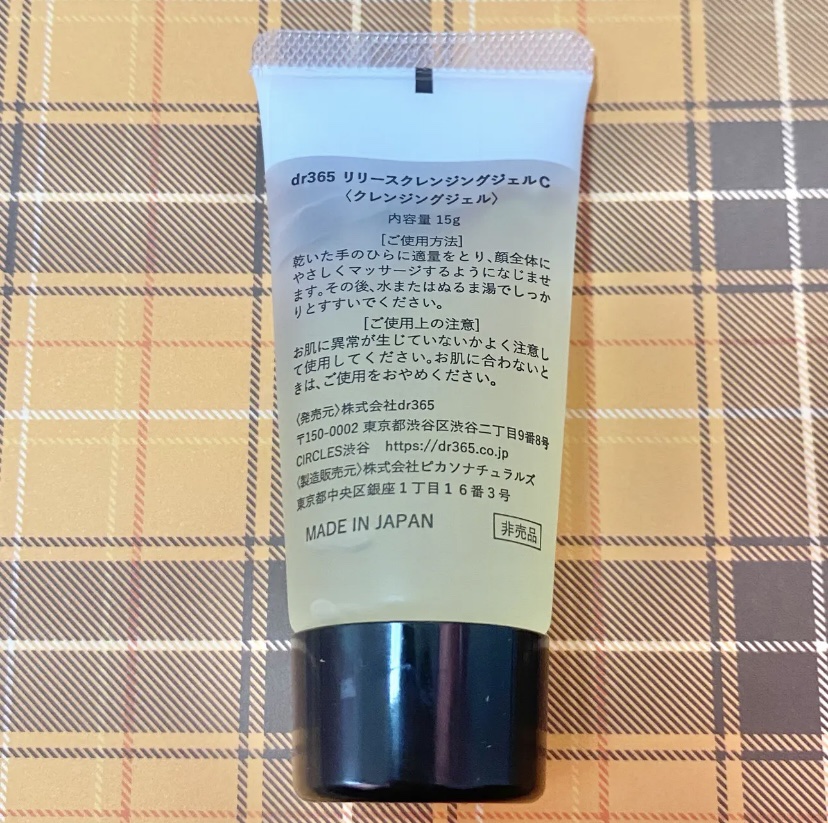 dr365 リリースクレンジングジェルC
〈クレンジングジェル〉
内容量 15g
[ご使用方法]
乾いた手のひらに適量をとり、顔全体に
やさしくマッサージするようになじませ
ます。その後、水またはぬるま湯でしっか
りとすすいでください。
[ご使用上の注意]
お肌に異常が生じていないかよく注意し
て使用してください。お肌に合わないと
きは、ご使用をおやめください。
〈発売元〉株式会社dr365
〒150-0002 東京都渋谷区渋谷二丁目9番8号
CIRCLES渋谷 https://dr365.co.jp
〈製造販売元〉株式会社ピカソナチュラルズ
東京都中央区銀座1丁目16番3号
MADE IN JAPAN 非売品